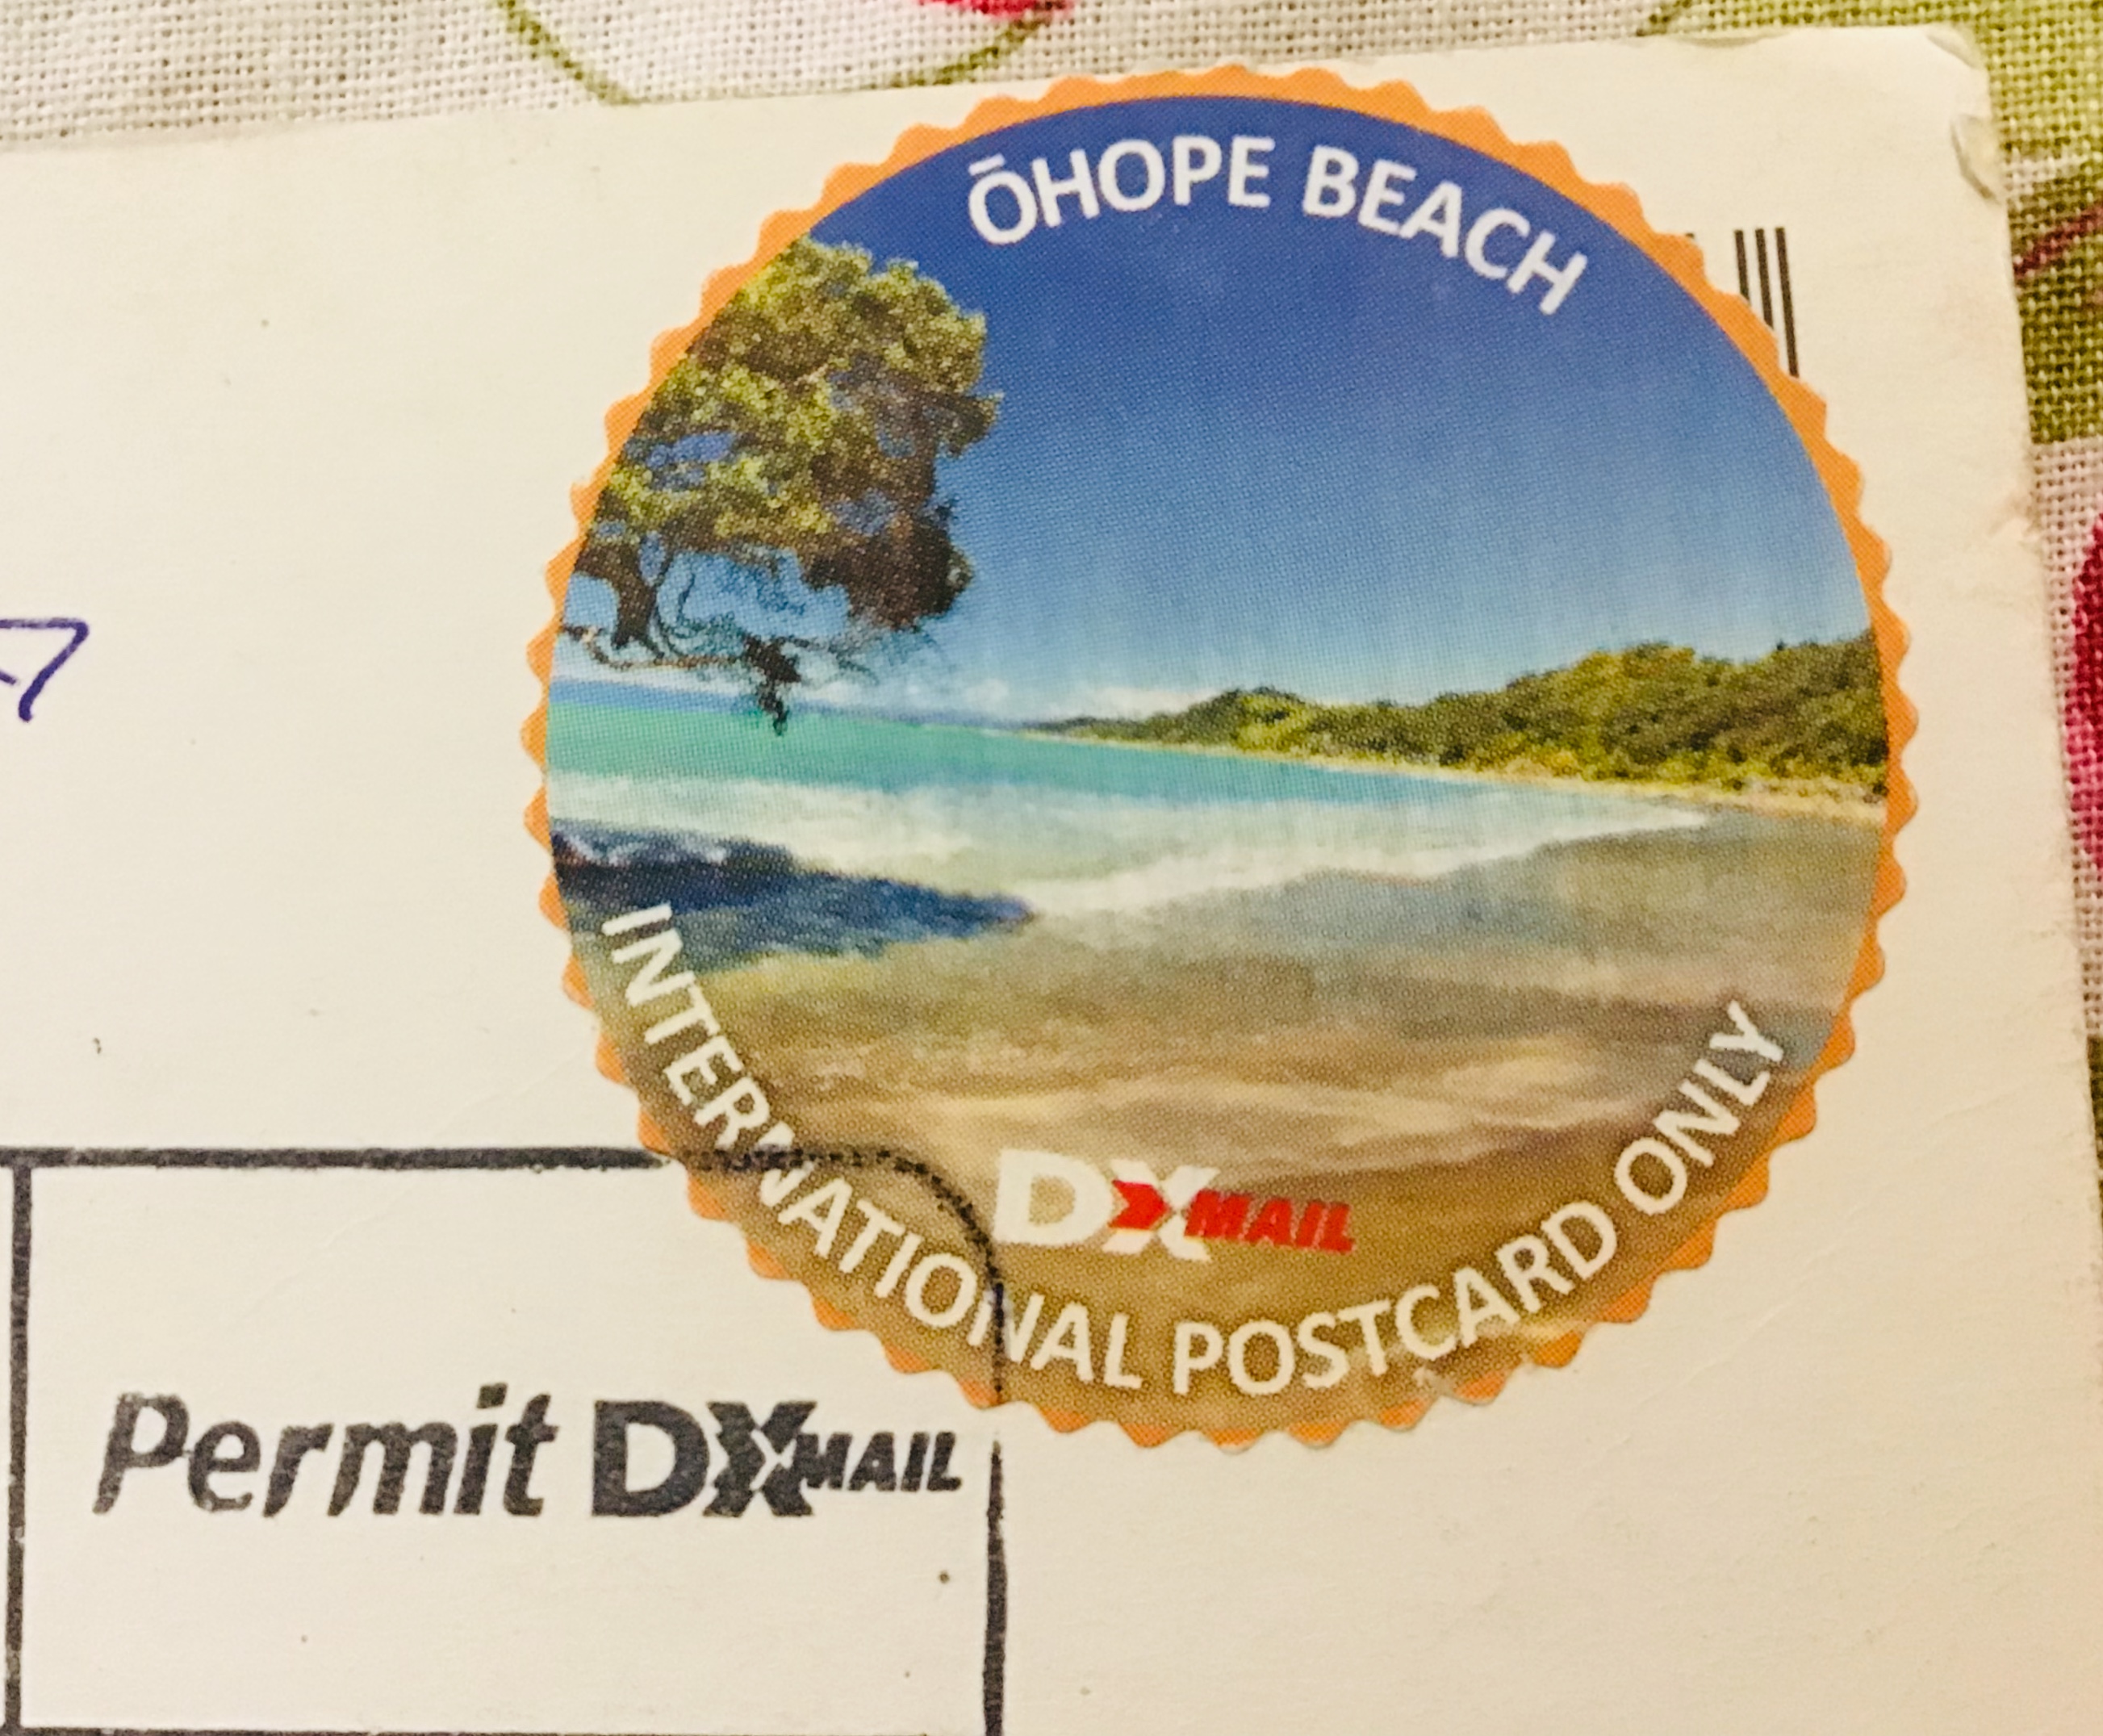 ŌHOPE BEACH
DX MAIL
INTERNATIONAL POSTCARD ONLY
Permit DX MAIL